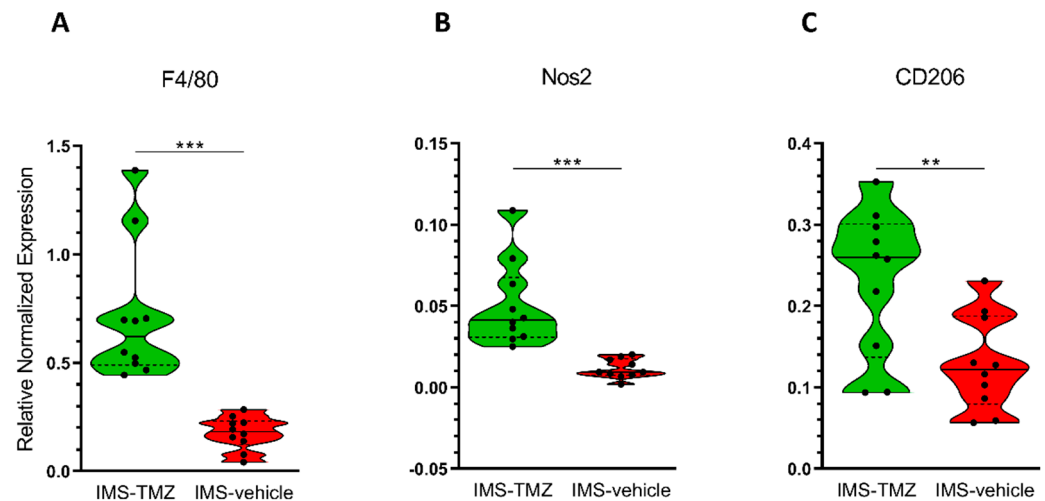 A
B
C
F4/80
Nos2
CD206
Relative Normalized Expression
1.5
1.0
0.5
0.0
***
IMS-TMZ
IMS-vehicle
0.15
0.10
0.05
0.00
-0.05
***
IMS-TMZ
IMS-vehicle
0.4
0.3
0.2
0.1
0.0
**
IMS-TMZ
IMS-vehicle